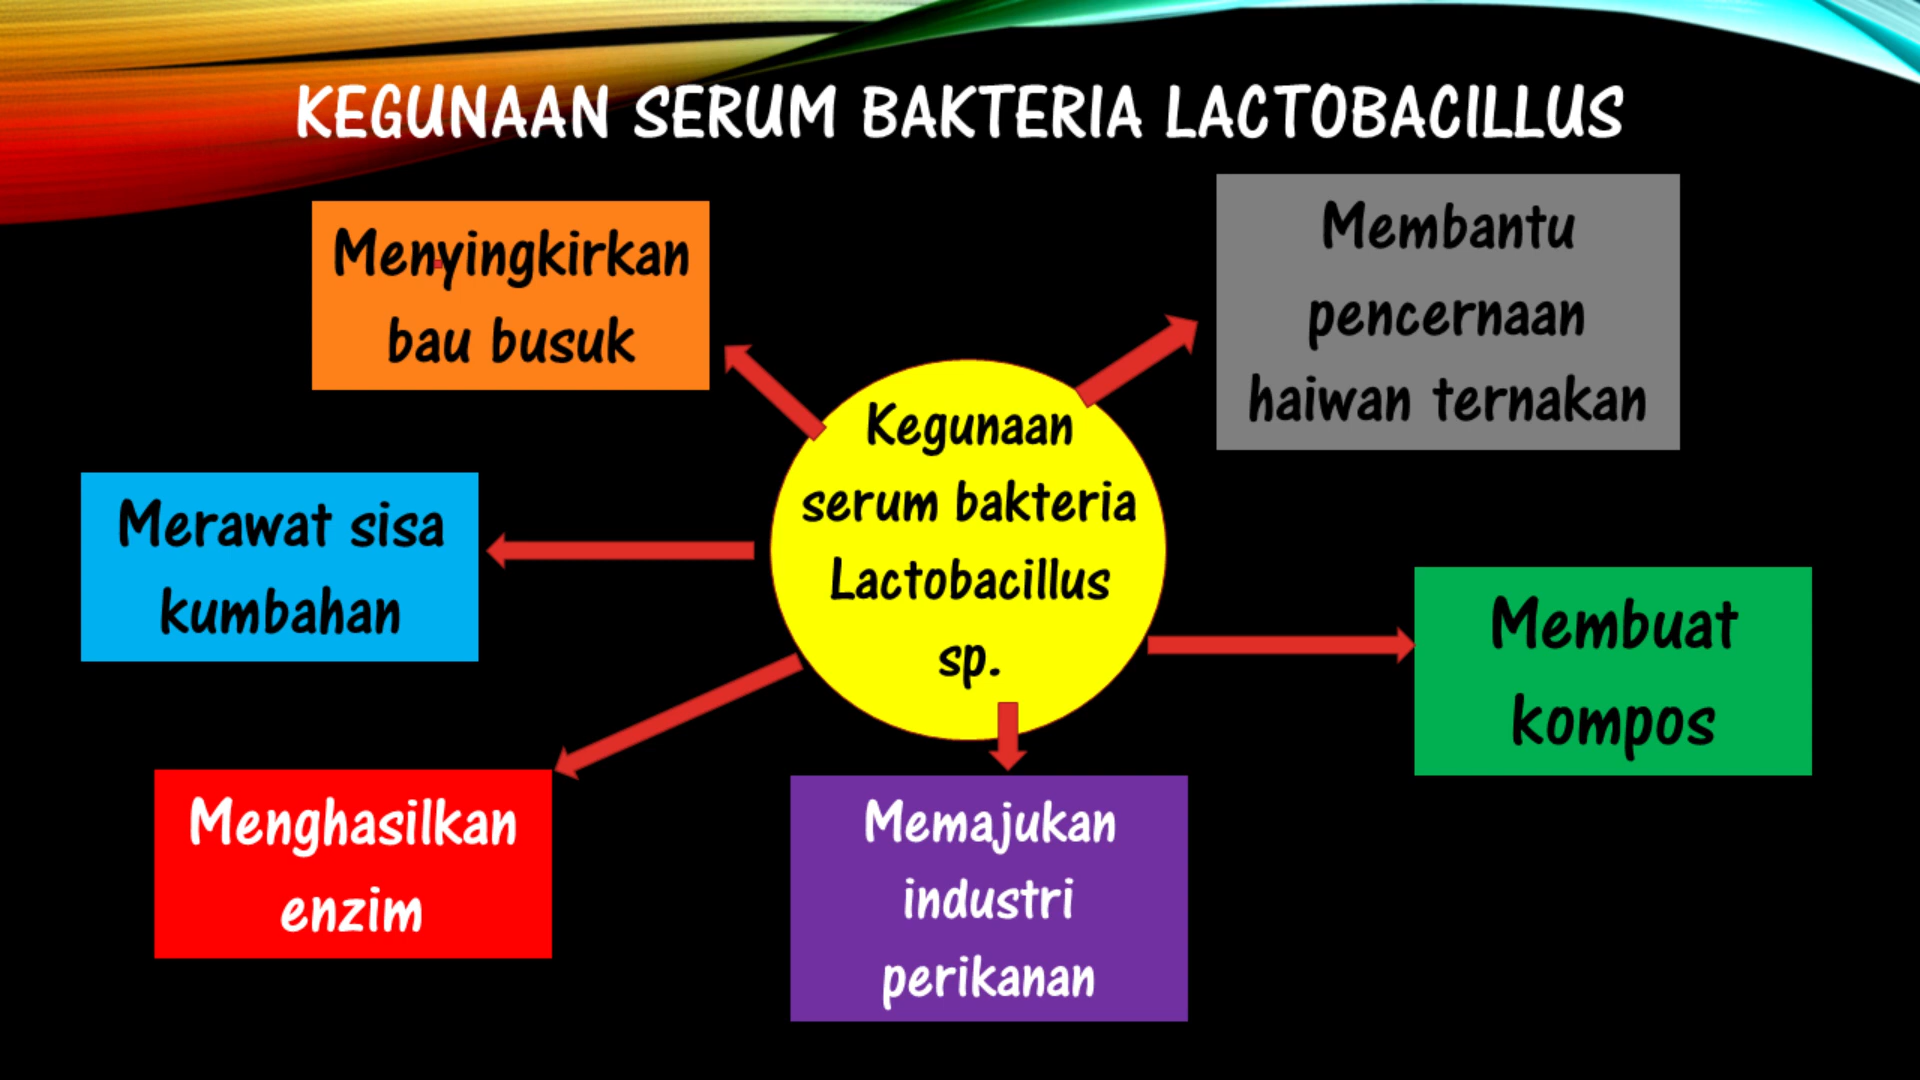 KEGUNAAN SERUM BAKTERIA LACTOBACILLUS
Menyingkirkan
bau busuk
Membantu
pencernaan
haiwan ternakan
Kegunaan
serum bakteria
Lactobacillus
sp.
Merawat sisa
kumbahan
Membuat
kompos
Menghasilkan
enzim
Memajukan
industri
perikanan